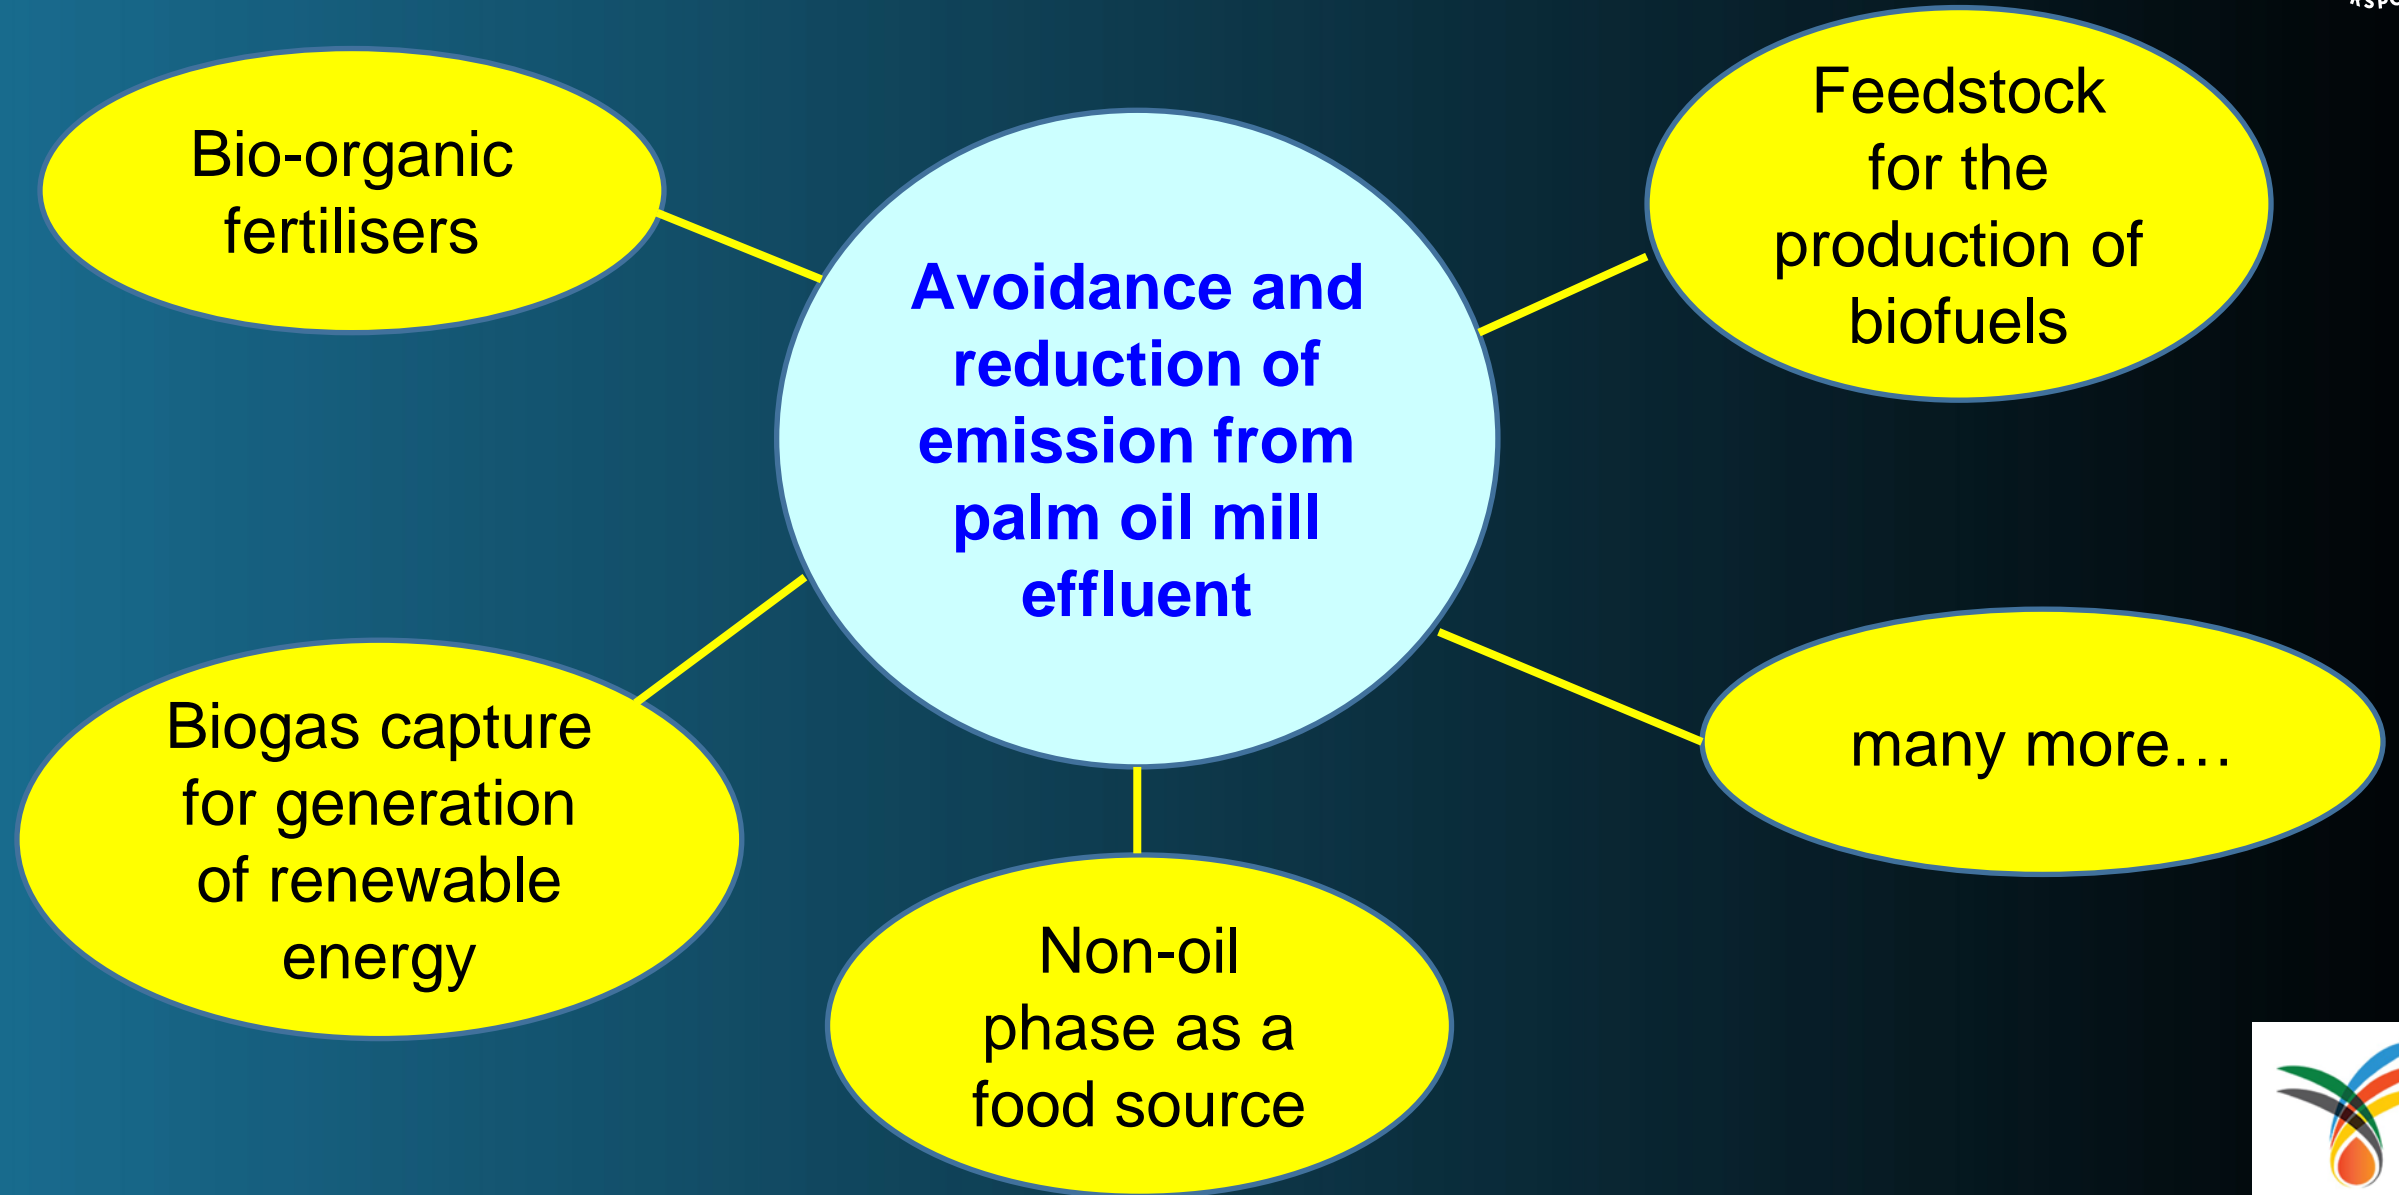 Bio-organic
fertilisers
Avoidance and
reduction of
emission from
palm oil mill
effluent
Feedstock
for the
production of
biofuels
Biogas capture
for generation
of renewable
energy
Non-oil
phase as a
food source
many more…